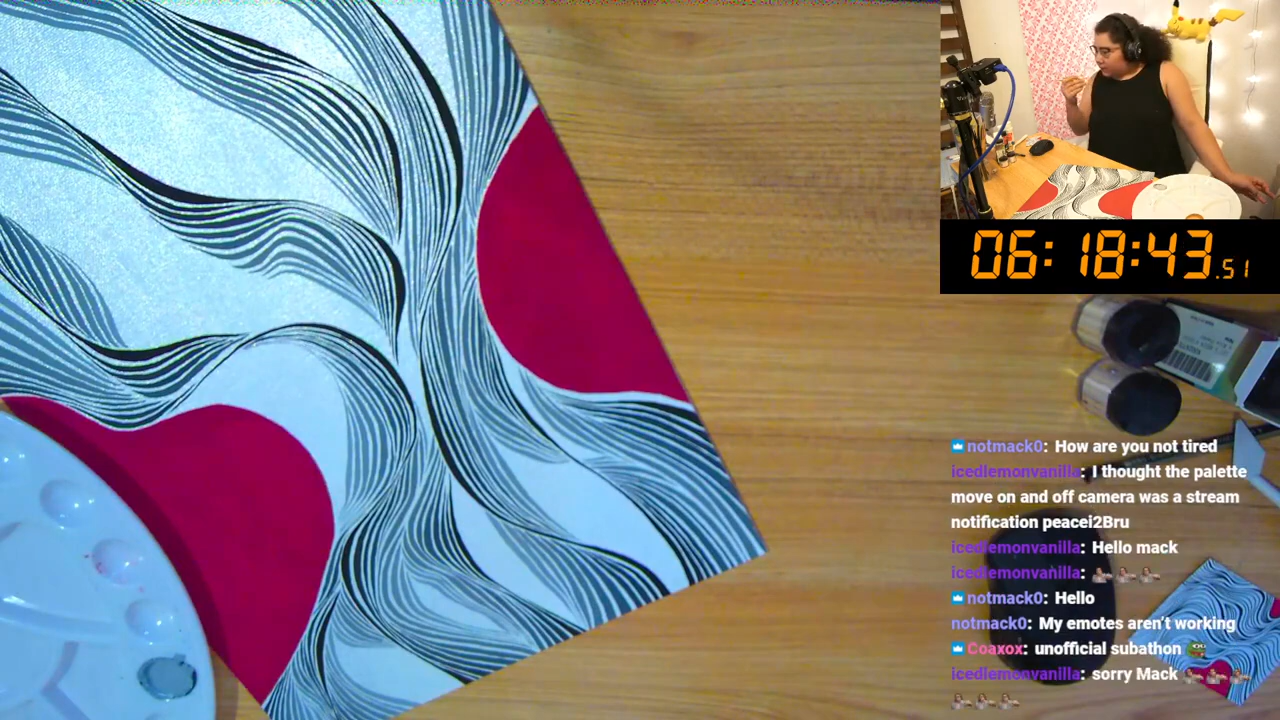 06:18:43.51
notmack0: How are you not tired
icedlemonvanilla: I thought the palette
move on and off camera was a stream
notification peacei2Bru
icedlemonvanilla: Hello mack
icedlemonvanilla:
notmack0: Hello
notmack0: My emotes aren't working
Coaxox: unofficial subathon
icedlemonvanilla: sorry Mack